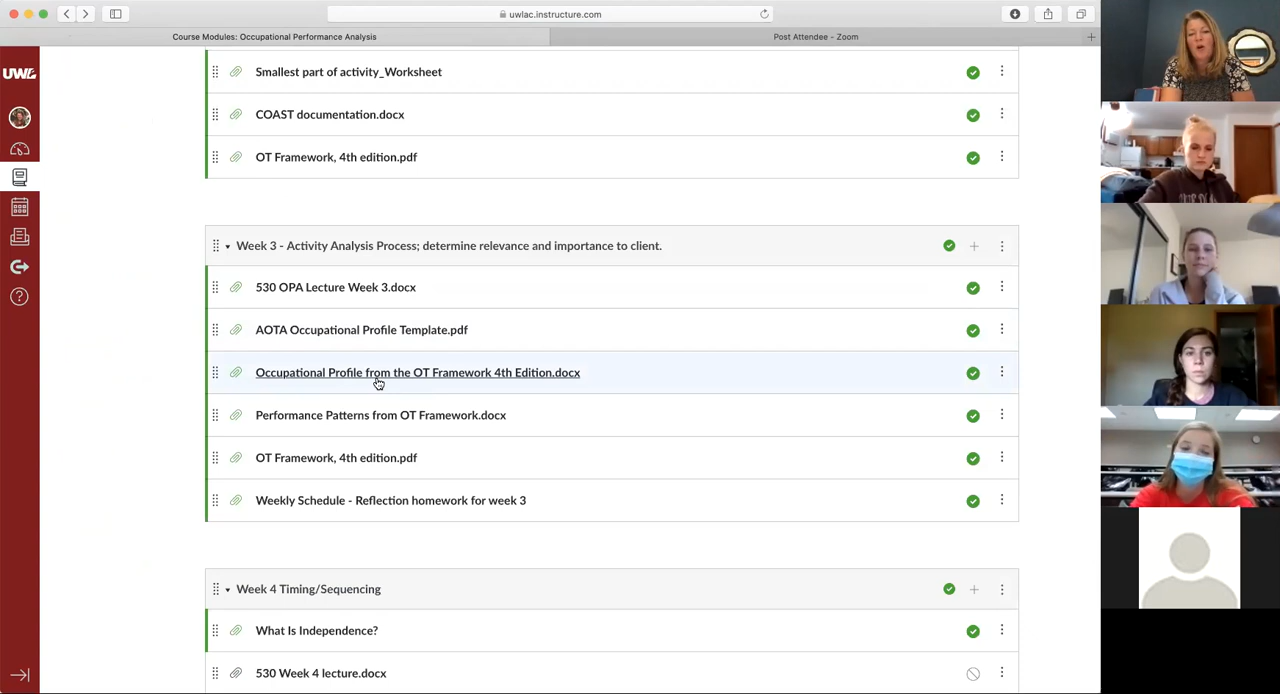 uwlac.instructure.com
Course Modules: Occupational Performance Analysis
Post Attendee - Zoom
UWL
Smallest part of activity_Worksheet
COAST documentation.docx
OT Framework, 4th edition.pdf
Week 3 - Activity Analysis Process; determine relevance and importance to client.
530 OPA Lecture Week 3.docx
AOTA Occupational Profile Template.pdf
Occupational Profile from the OT Framework 4th Edition.docx
Performance Patterns from OT Framework.docx
OT Framework, 4th edition.pdf
Weekly Schedule - Reflection homework for week 3
Week 4 Timing/Sequencing
What Is Independence?
530 Week 4 lecture.docx